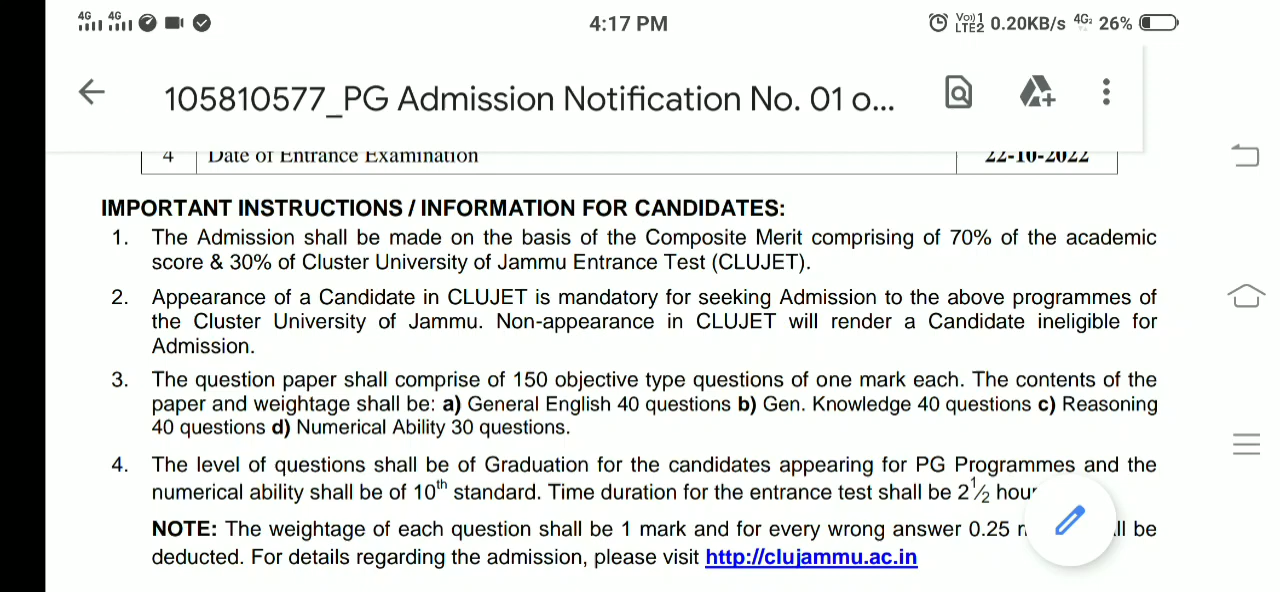 4G 4G 4:17 PM Vo)) 1 LTE2 0.20KB/s 4G 26%
105810577_PG Admission Notification No. 01 o...
4 Date of Entrance Examination 22-10-2022
IMPORTANT INSTRUCTIONS / INFORMATION FOR CANDIDATES:
1. The Admission shall be made on the basis of the Composite Merit comprising of 70% of the academic
score & 30% of Cluster University of Jammu Entrance Test (CLUJET).
2. Appearance of a Candidate in CLUJET is mandatory for seeking Admission to the above programmes of
the Cluster University of Jammu. Non-appearance in CLUJET will render a Candidate ineligible for
Admission.
3. The question paper shall comprise of 150 objective type questions of one mark each. The contents of the
paper and weightage shall be: a) General English 40 questions b) Gen. Knowledge 40 questions c) Reasoning
40 questions d) Numerical Ability 30 questions.
4. The level of questions shall be of Graduation for the candidates appearing for PG Programmes and the
numerical ability shall be of 10th standard. Time duration for the entrance test shall be 2½
NOTE: The weightage of each question shall be 1 mark and for every wrong answer 0.25 be
deducted. For details regarding the admission, please visit http://clujammu.ac.in